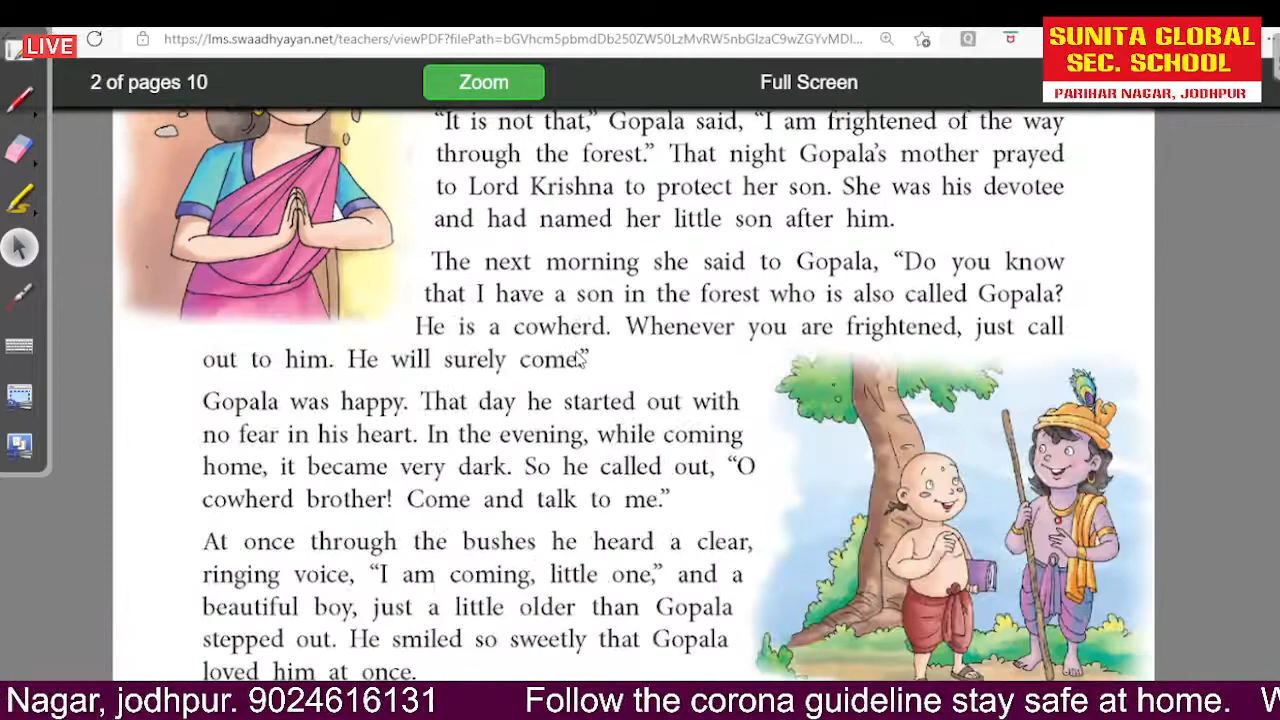 LIVE
https://lms.swaadhyayan.net/teachers/viewPDF?filePath=bGVhcm5pbmdDb250ZW50LzMvRW5nbGlzaC9wZGYvMDI...
SUNITA GLOBAL
SEC. SCHOOL
PARIHAR NAGAR, JODHPUR
2 of pages 10
Zoom
Full Screen
“It is not that,” Gopala said, “I am frightened of the way
through the forest.” That night Gopala’s mother prayed
to Lord Krishna to protect her son. She was his devotee
and had named her little son after him.
The next morning she said to Gopala, “Do you know
that I have a son in the forest who is also called Gopala?
He is a cowherd. Whenever you are frightened, just call
out to him. He will surely come.”
Gopala was happy. That day he started out with
no fear in his heart. In the evening, while coming
home, it became very dark. So he called out, “O
cowherd brother! Come and talk to me.”
At once through the bushes he heard a clear,
ringing voice, “I am coming, little one,” and a
beautiful boy, just a little older than Gopala
stepped out. He smiled so sweetly that Gopala
loved him at once.
Nagar, jodhpur. 9024616131 Follow the corona guideline stay safe at home. W